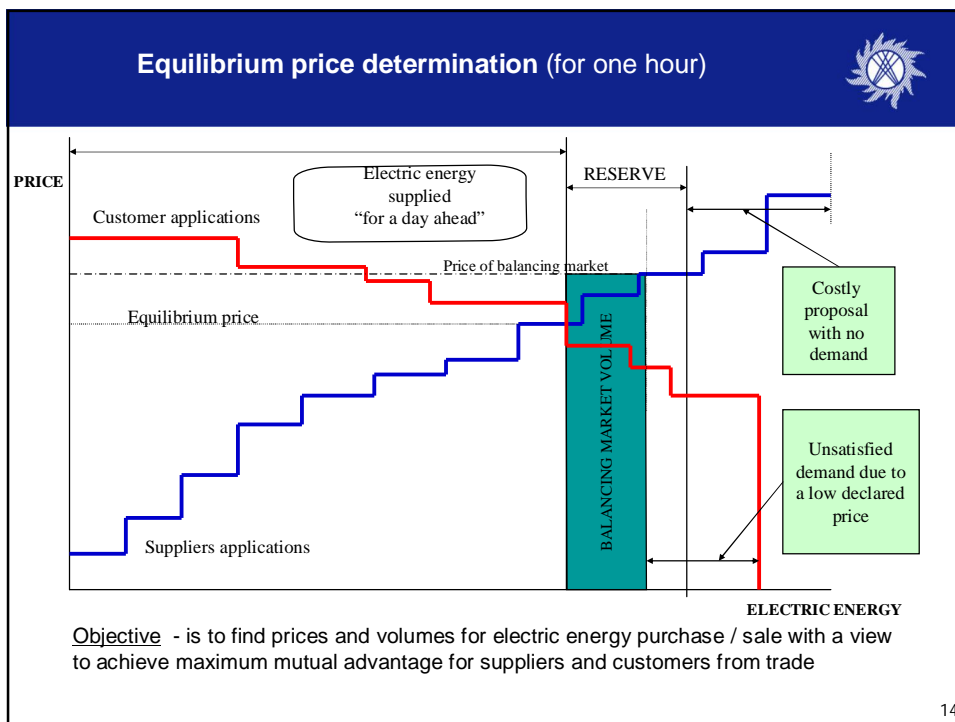 Equilibrium price determination (for one hour)
PRICE
Electric energy
supplied
“for a day ahead”
RESERVE
Customer applications
Price of balancing market
Equilibrium price
Costly
proposal
with no
demand
BALANCING MARKET VOLUME
Unsatisfied
demand due to
a low declared
price
Suppliers applications
ELECTRIC ENERGY
Objective - is to find prices and volumes for electric energy purchase / sale with a view
to achieve maximum mutual advantage for suppliers and customers from trade
14